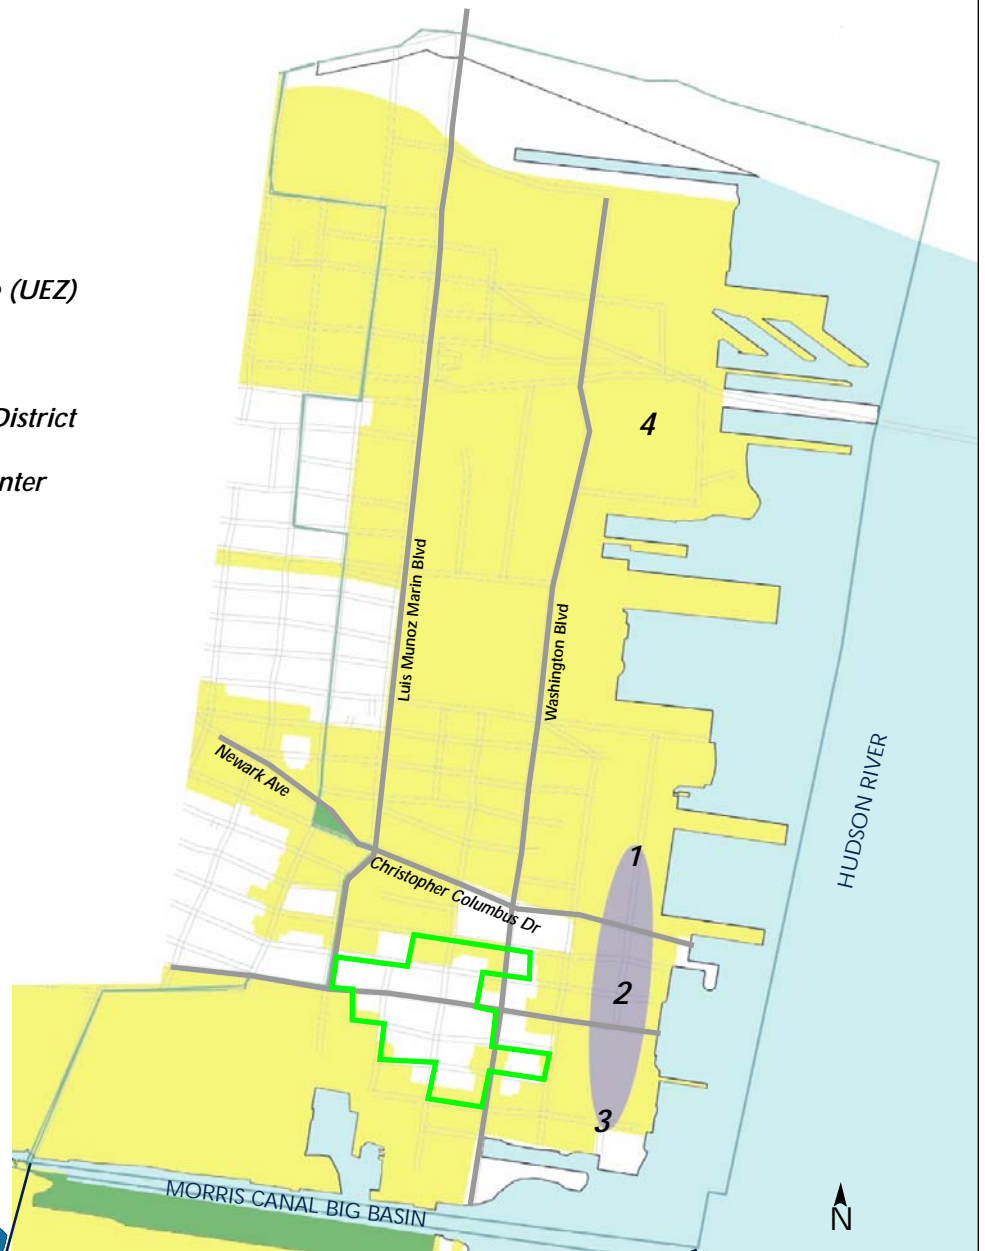 (UEZ)
District
4
Luis Munoz Marin Blvd
Washington Blvd
Newark Ave
HUDSON RIVER
1
Christopher Columbus Dr
2
3
MORRIS CANAL BIG BASIN
N